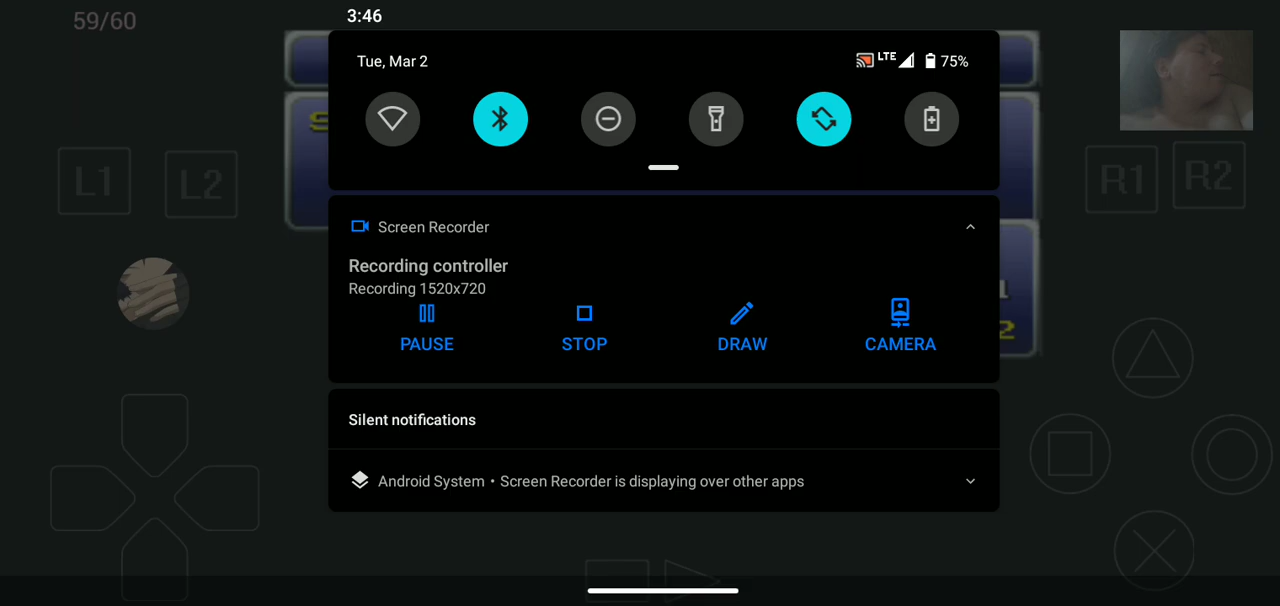 59/60
3:46
Tue, Mar 2
LTE
75%
L1
L2
R1
R2
Screen Recorder
Recording controller
Recording 1520x720
PAUSE
STOP
DRAW
CAMERA
Silent notifications
Android System • Screen Recorder is displaying over other apps